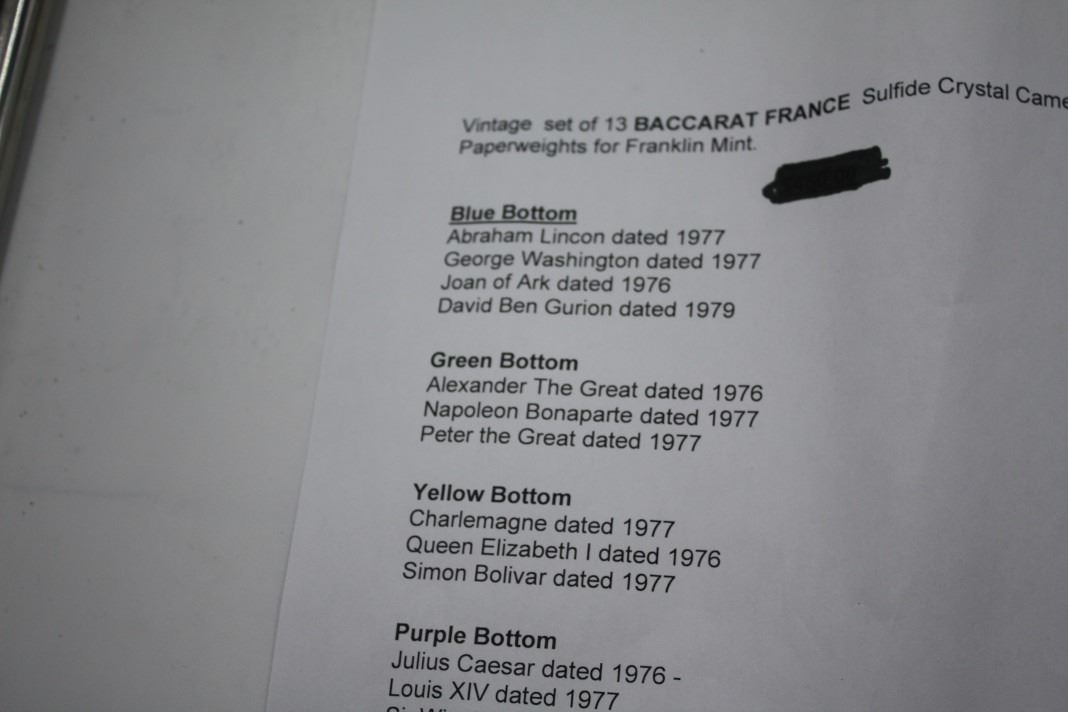 Vintage set of 13 BACCARAT FRANCE Sulfide Crystal
Paperweights for Franklin Mint.
Blue Bottom
Abraham Lincon dated 1977
George Washington dated 1977
Joan of Ark dated 1976
David Ben Gurion dated 1979
Green Bottom
Alexander The Great dated 1976
Napoleon Bonaparte dated 1977
Peter the Great dated 1977
Yellow Bottom
Charlemagne dated 1977
Queen Elizabeth I dated 1976
Simon Bolivar dated 1977
Purple Bottom
Julius Caesar dated 1976 -
Louis XIV dated 1977